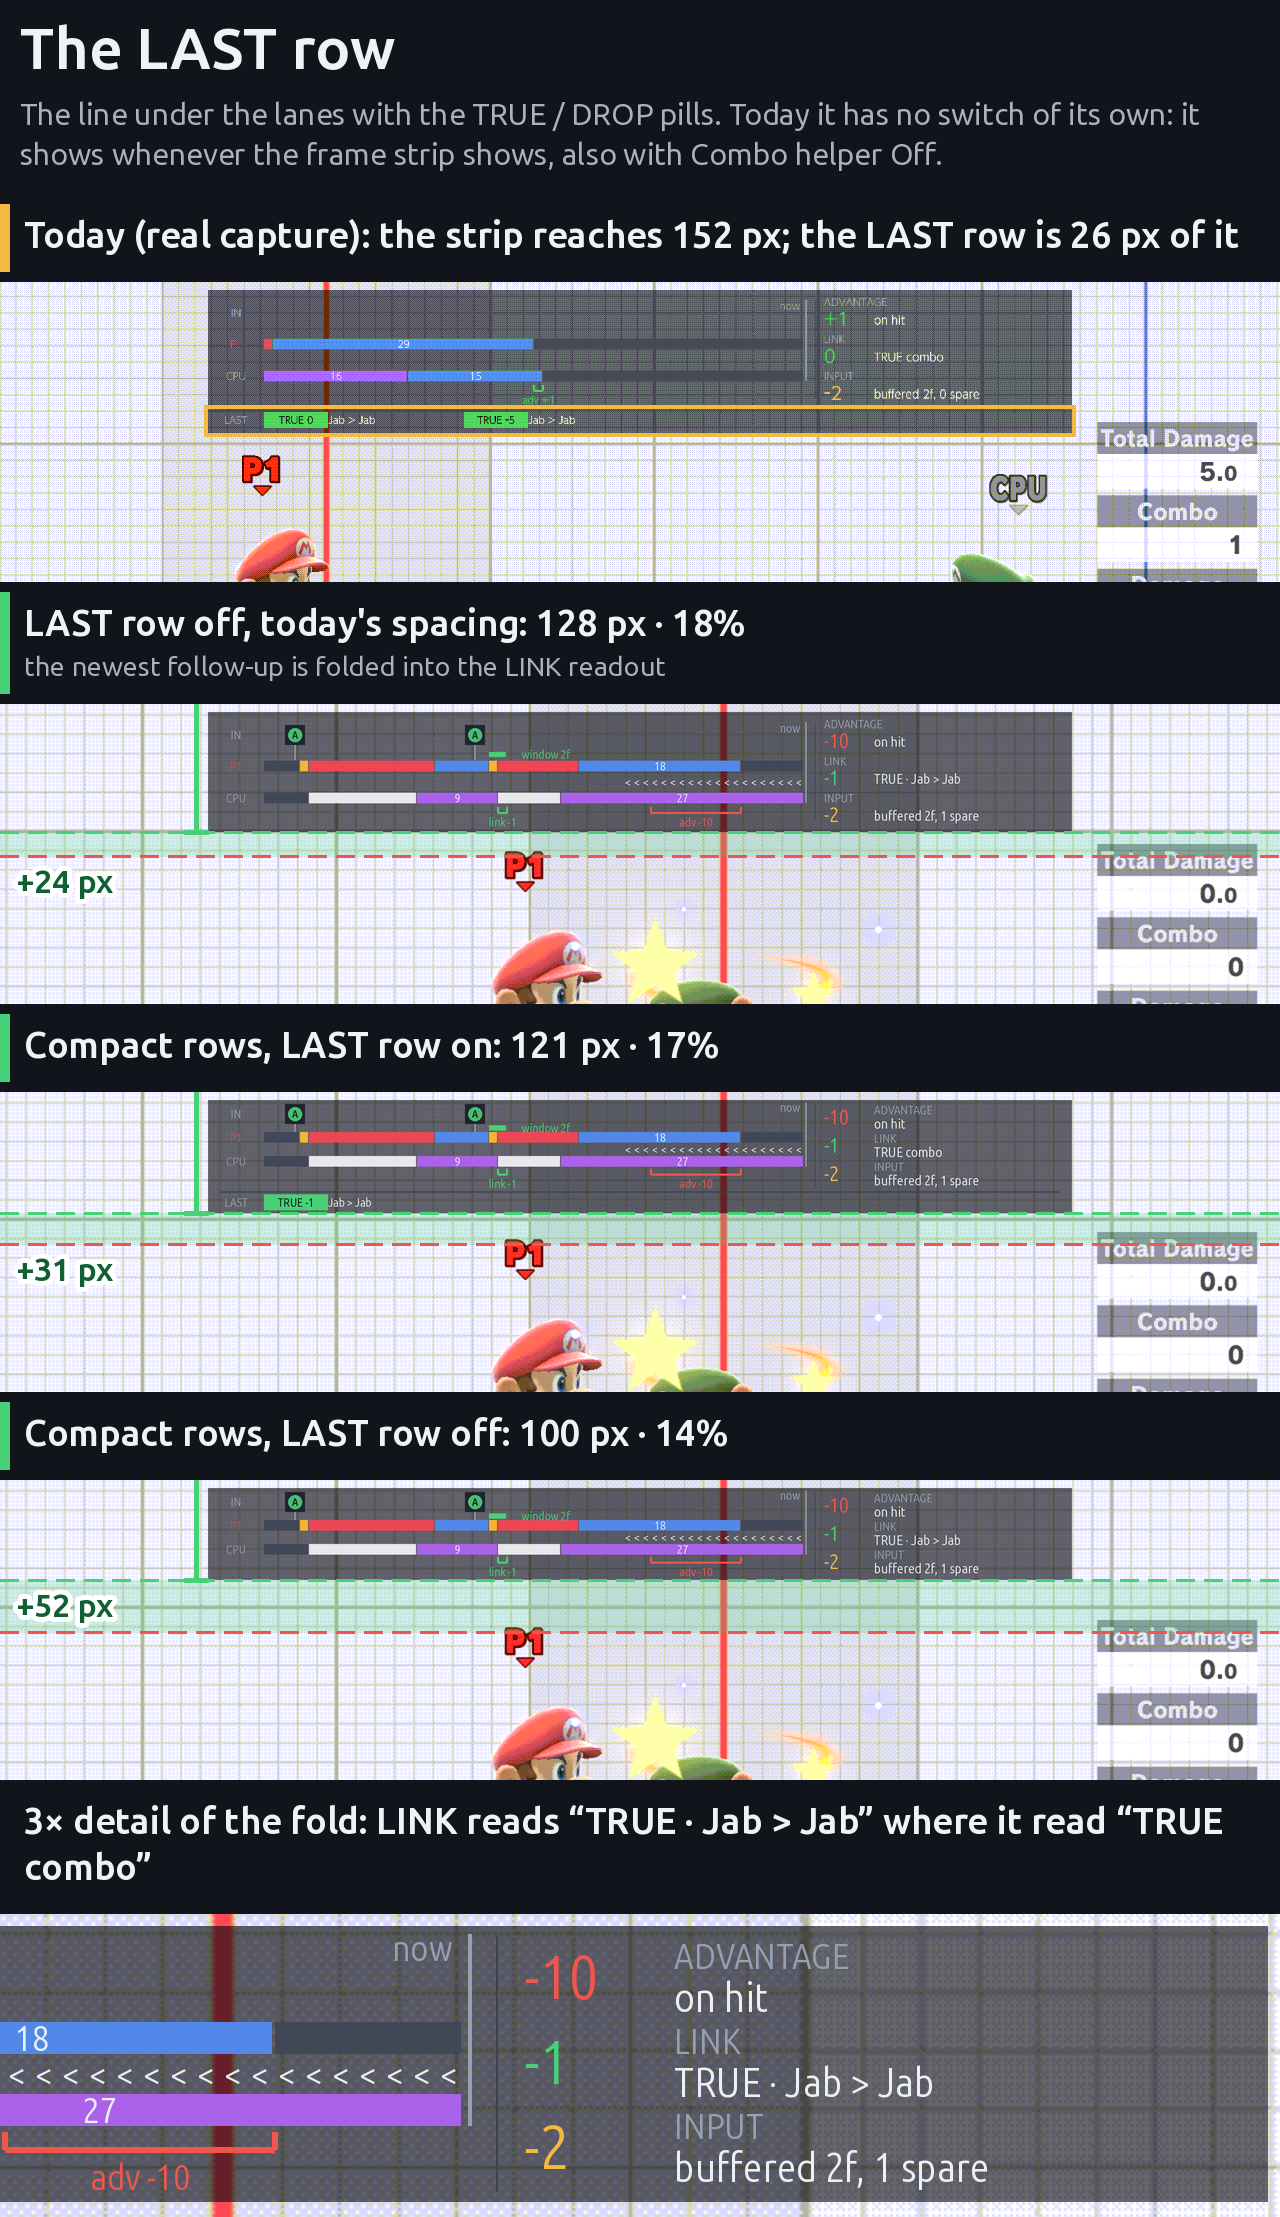 The LAST row
The line under the lanes with the TRUE / DROP pills. Today it has no switch of its own: it
shows whenever the frame strip shows, also with Combo helper Off.
Today (real capture): the strip reaches 152 px; the LAST row is 26 px of it
IN
now
ADVANTAGE
+1 on hit
P1
29
LINK
0 TRUE combo
CPU
16
15
INPUT
-2 buffered 2f, 0 spare
adv +1
LAST TRUE 0 Jab > Jab TRUE -5 Jab > Jab
P1
CPU
Total Damage
5.0
Combo
1
LAST row off, today's spacing: 128 px · 18%
the newest follow-up is folded into the LINK readout
IN A A
now
ADVANTAGE
-10 on hit
window 2f
P1
18
LINK
-1 TRUE · Jab > Jab
< < < < < < < < < < < < < < < < < < < <
CPU
9
27
INPUT
-2 buffered 2f, 1 spare
link -1
adv -10
+24 px
P1
Total Damage
0.0
Combo
0
Compact rows, LAST row on: 121 px · 17%
IN A A
now
ADVANTAGE
-10 on hit
window 2f
P1
18
LINK
-1 TRUE combo
< < < < < < < < < < < < < < < < < < < <
CPU
9
27
INPUT
-2 buffered 2f, 1 spare
link -1
adv -10
LAST TRUE -1 Jab > Jab
+31 px
P1
Total Damage
0.0
Combo
0
Compact rows, LAST row off: 100 px · 14%
IN A A
now
ADVANTAGE
-10 on hit
window 2f
P1
18
LINK
-1 TRUE · Jab > Jab
< < < < < < < < < < < < < < < < < < < <
CPU
9
27
INPUT
-2 buffered 2f, 1 spare
link -1
adv -10
+52 px
P1
Total Damage
0.0
Combo
0
3× detail of the fold: LINK reads “TRUE · Jab > Jab” where it read “TRUE
combo”
now
ADVANTAGE
-10 on hit
18
LINK
< < < < < < < < < < < < < < < < <
-1 TRUE · Jab > Jab
27
INPUT
-2 buffered 2f, 1 spare
adv -10